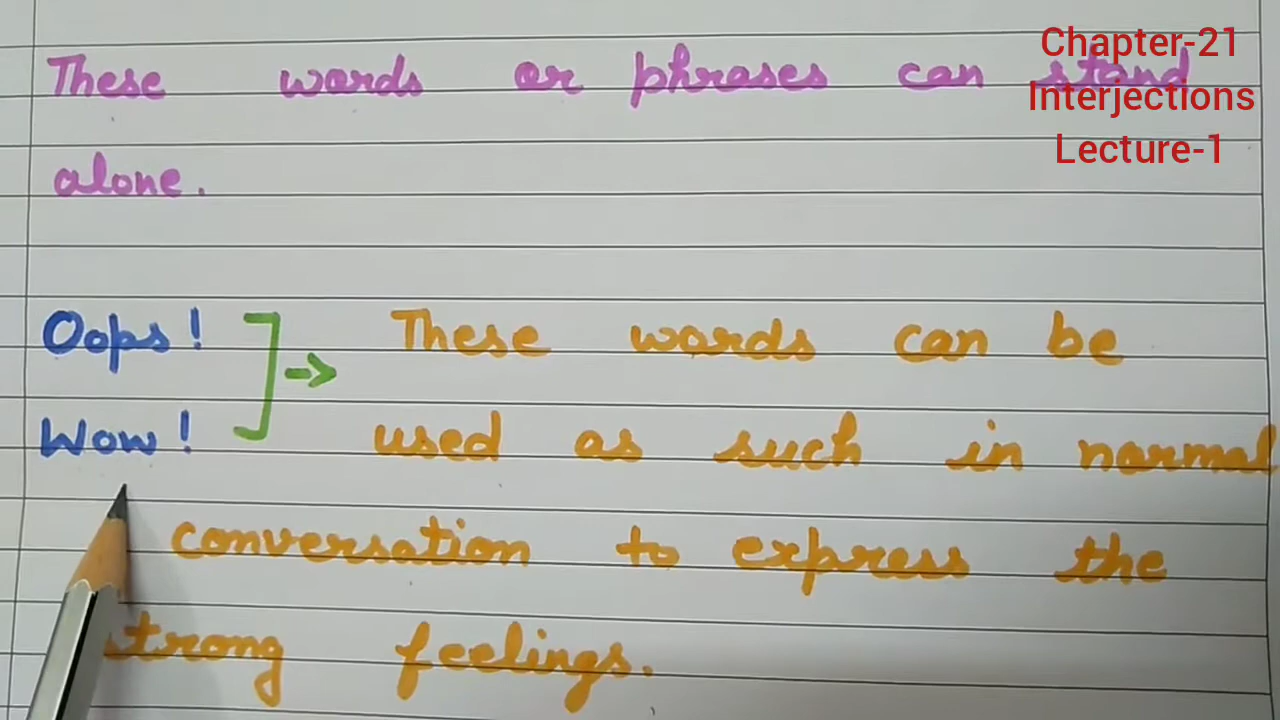 Chapter-21
Interjections
Lecture-1
These words or phrases can stand
alone.
Oops! These words can be
Wow! used as such in normal
conversation to express the
strong feelings.